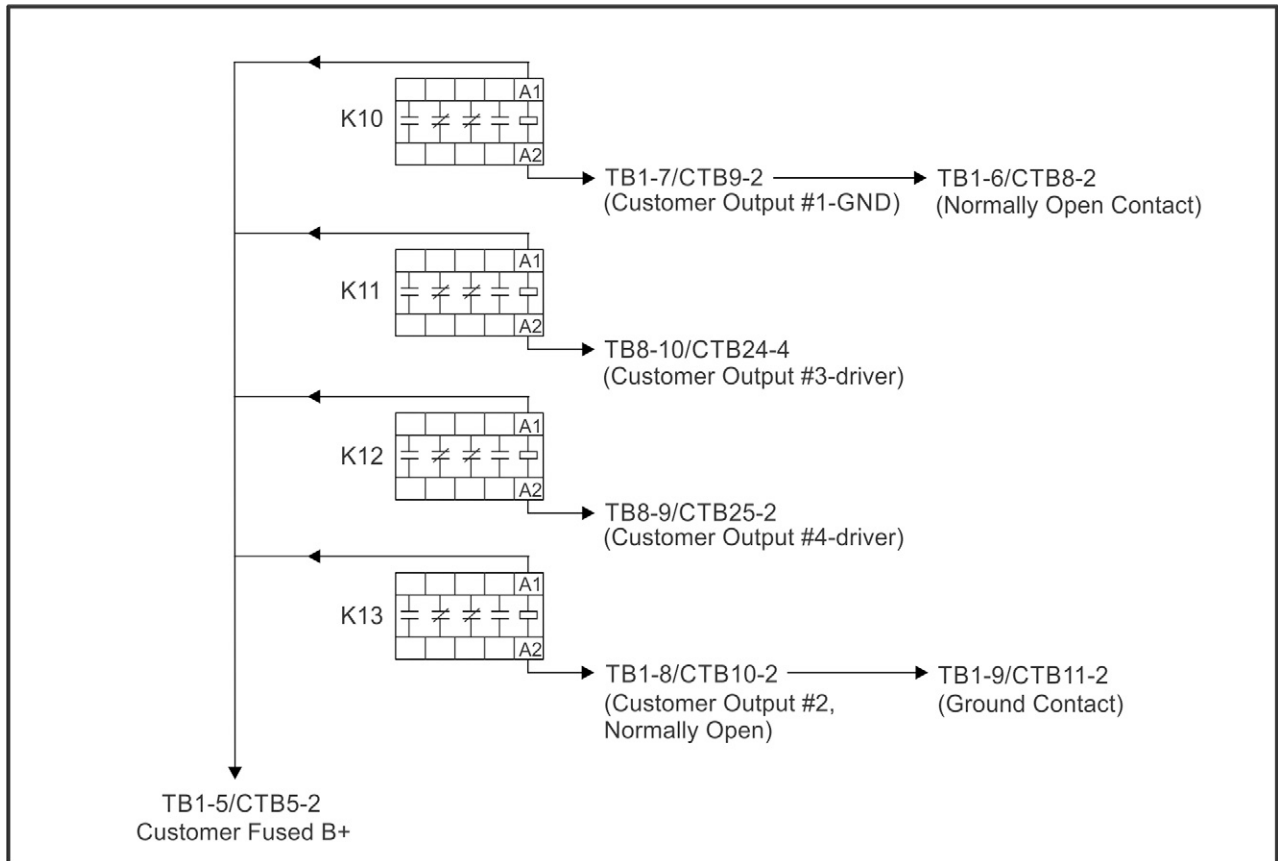 A1
K10
A2
TB1-7/CTB9-2
(Customer Output #1-GND)
TB1-6/CTB8-2
(Normally Open Contact)
A1
K11
A2
TB8-10/CTB24-4
(Customer Output #3-driver)
A1
K12
A2
TB8-9/CTB25-2
(Customer Output #4-driver)
A1
K13
A2
TB1-8/CTB10-2
(Customer Output #2,
Normally Open)
TB1-9/CTB11-2
(Ground Contact)
TB1-5/CTB5-2
Customer Fused B+